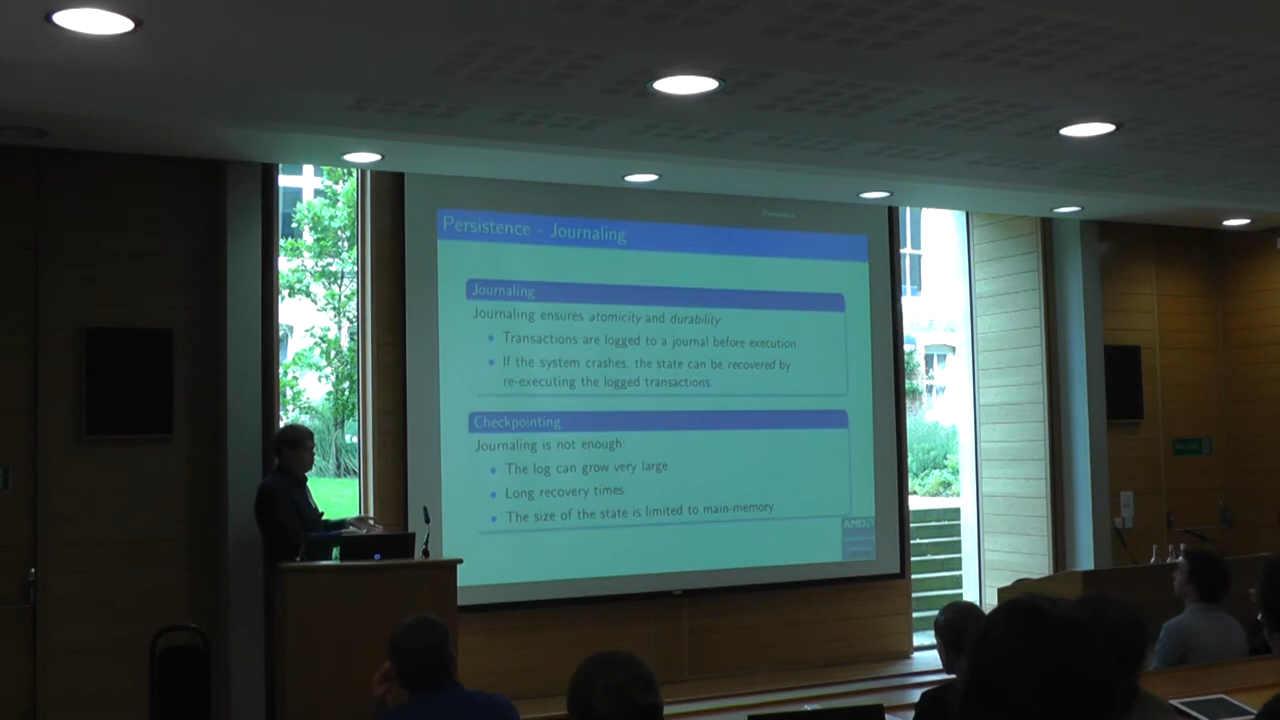 Persistence - Journaling
Journaling
Journaling ensures atomicity and durability:
Transactions are logged to a journal before execution.
If the system crashes, the state can be recovered by
re-executing the logged transactions.
Checkpointing
Journaling is not enough:
The log can grow very large.
Long recovery times
The size of the state is limited to main-memory